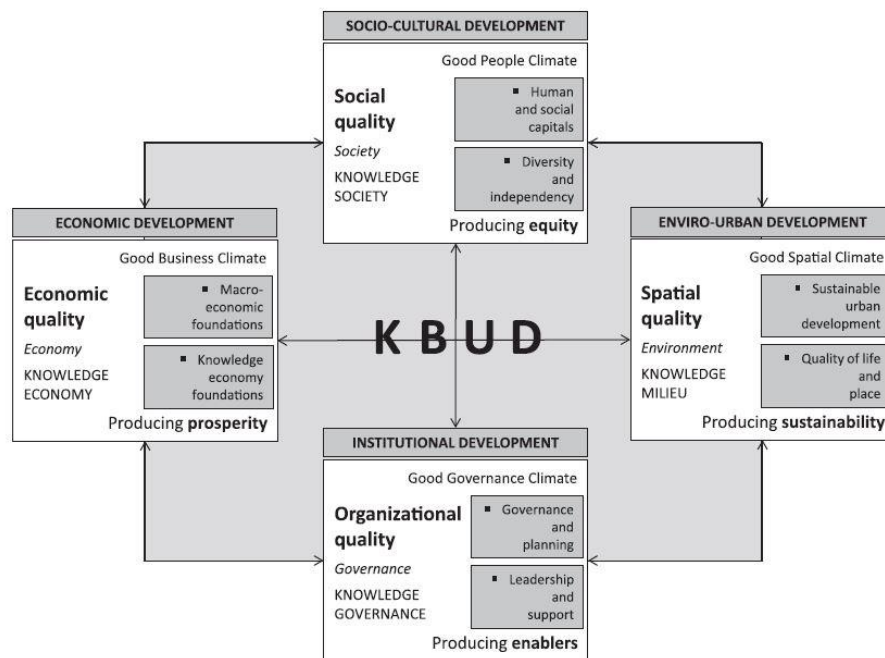 SOCIO-CULTURAL DEVELOPMENT
Good People Climate
Social
quality
Society
KNOWLEDGE
SOCIETY
▪ Human
and social
capitals
▪ Diversity
and
independency
Producing equity
ECONOMIC DEVELOPMENT
Good Business Climate
Economic
quality
Economy
KNOWLEDGE
ECONOMY
▪ Macro-
economic
foundations
▪ Knowledge
economy
foundations
Producing prosperity
KBUD
ENVIRO-URBAN DEVELOPMENT
Good Spatial Climate
Spatial
quality
Environment
KNOWLEDGE
MILIEU
▪ Sustainable
urban
development
▪ Quality of life
and
place
Producing sustainability
INSTITUTIONAL DEVELOPMENT
Good Governance Climate
Organizational
quality
Governance
KNOWLEDGE
GOVERNANCE
▪ Governance
and
planning
▪ Leadership
and
support
Producing enablers